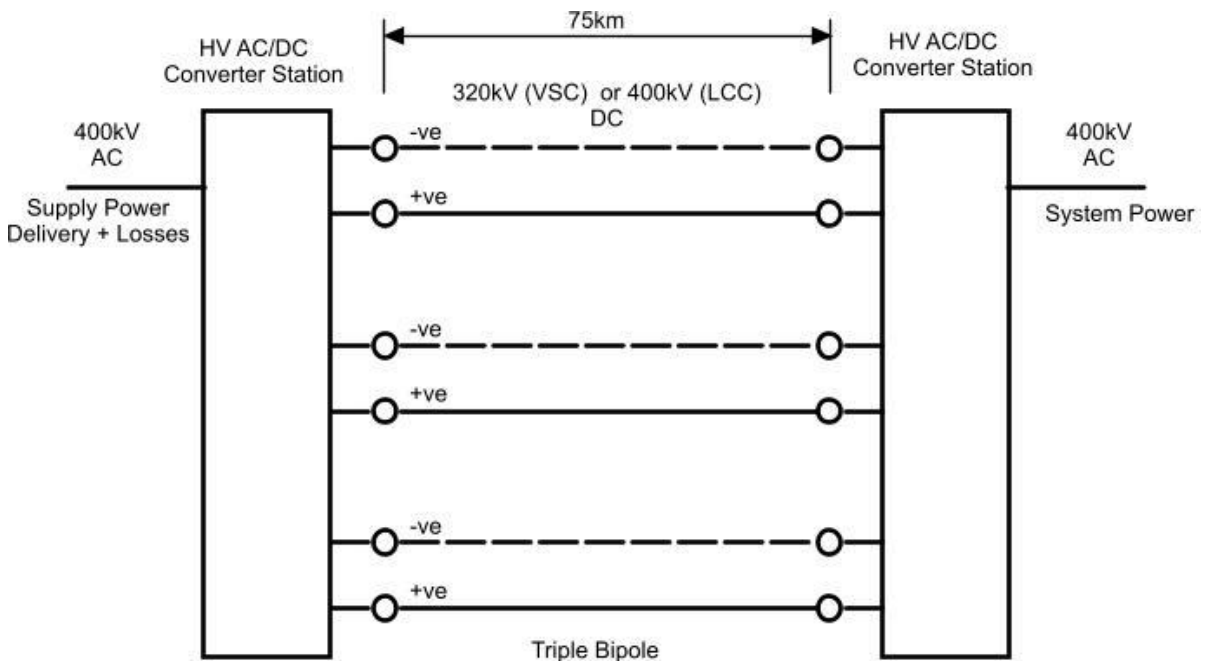 75km
HV AC/DC
Converter Station
HV AC/DC
Converter Station
320kV (VSC) or 400kV (LCC)
DC
400kV
AC
Supply Power
Delivery + Losses
400kV
AC
System Power
-ve
+ve
-ve
+ve
-ve
+ve
Triple Bipole